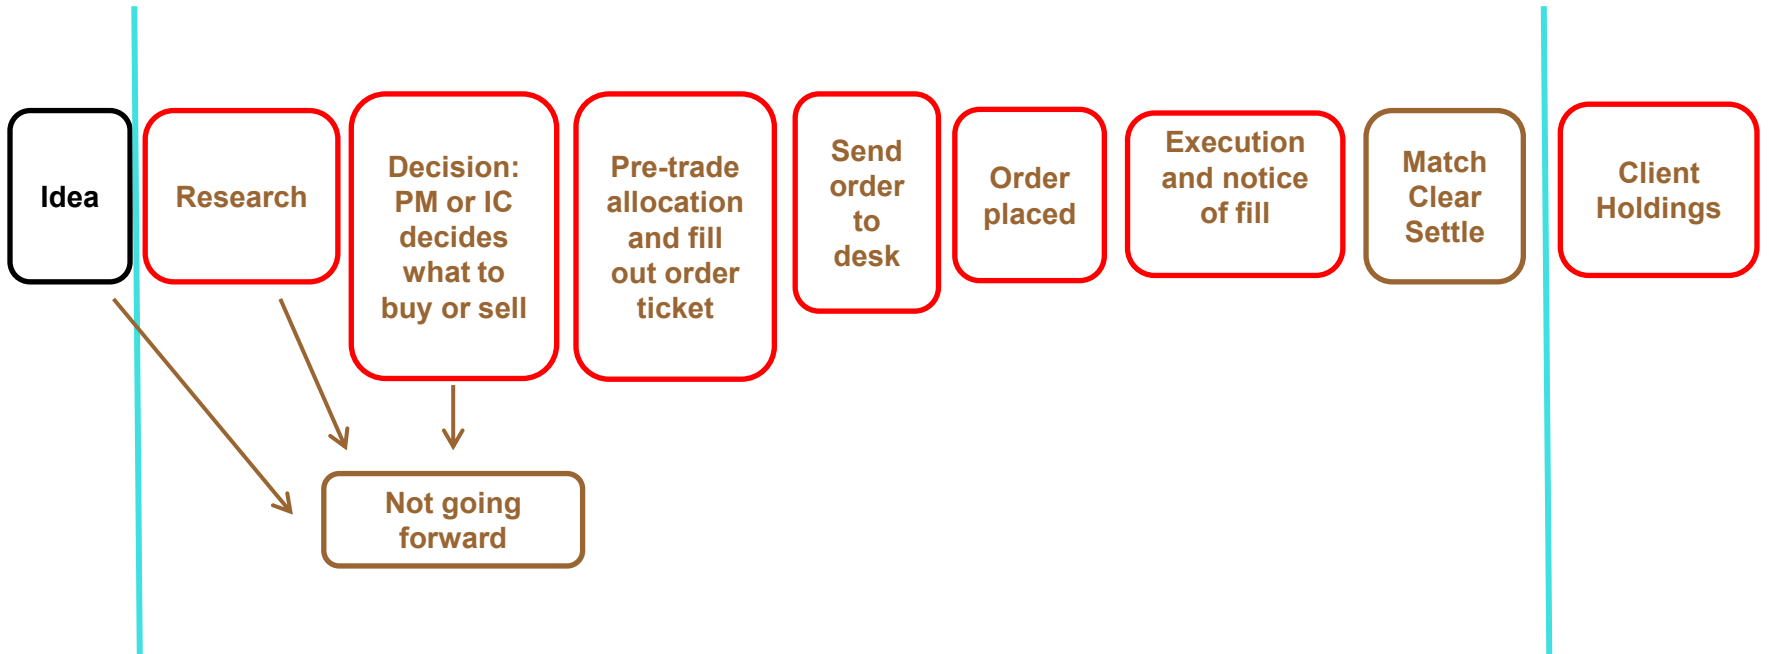 Idea
Research
Decision:
PM or IC
decides
what to
buy or sell
Pre-trade
allocation
and fill
out order
ticket
Send
order
to
desk
Order
placed
Execution
and notice
of fill
Match
Clear
Settle
Client
Holdings
Not going
forward